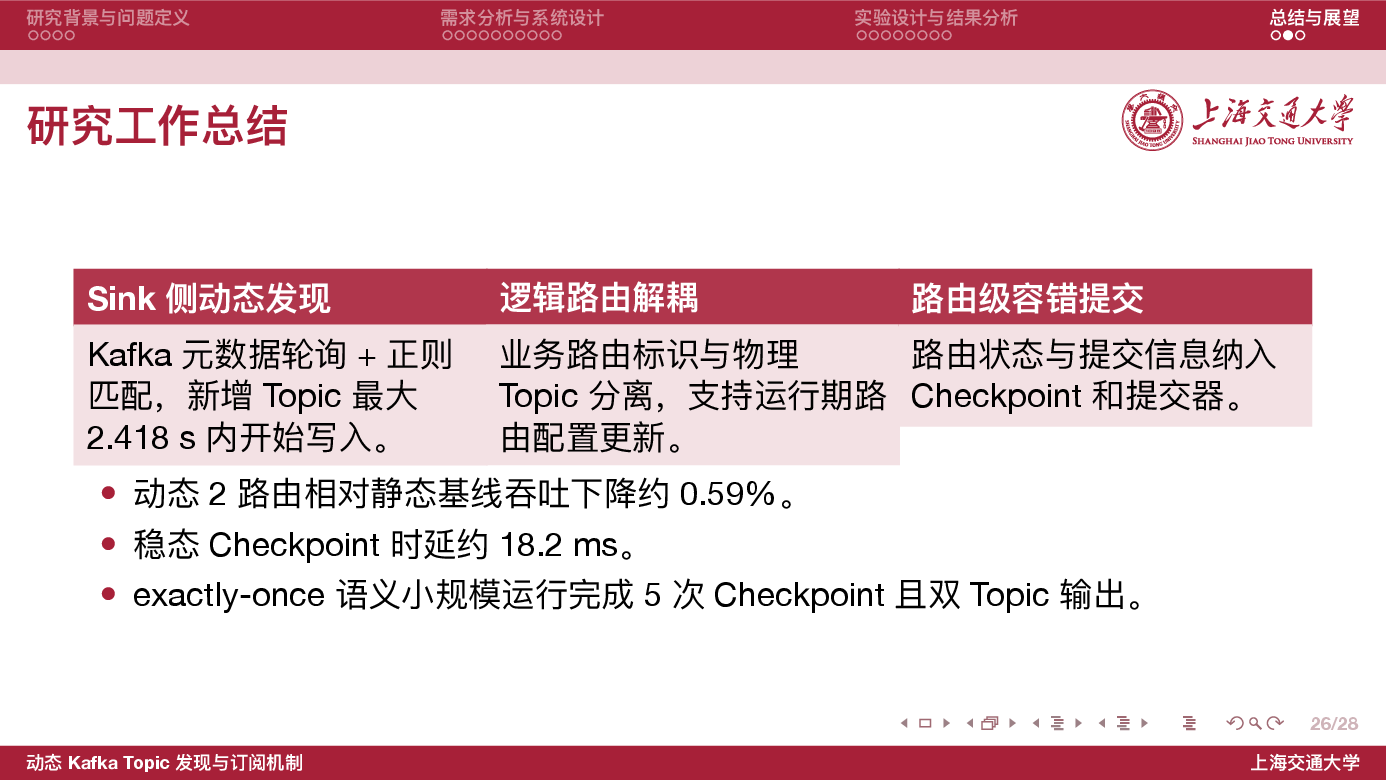 研究背景与问题定义
需求分析与系统设计
实验设计与结果分析
总结与展望
研究工作总结
上海交通大学
SHANGHAI JIAO TONG UNIVERSITY
Sink 侧动态发现
Kafka 元数据轮询 + 正则
匹配，新增 Topic 最大
2.418 s 内开始写入。
逻辑路由解耦
业务路由标识与物理
Topic 分离，支持运行期路
由配置更新。
路由级容错提交
路由状态与提交信息纳入
Checkpoint 和提交器。
动态 2 路由相对静态基线吞吐下降约 0.59%。
稳态 Checkpoint 时延约 18.2 ms。
exactly-once 语义小规模运行完成 5 次 Checkpoint 且双 Topic 输出。
26/28
动态 Kafka Topic 发现与订阅机制
上海交通大学